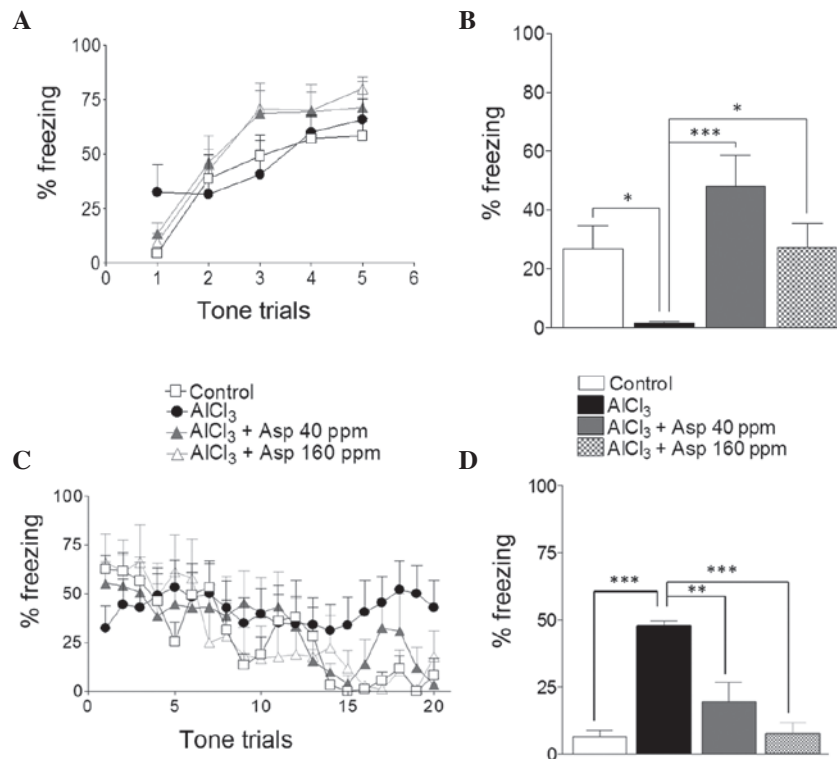 A
100
75
50
25
0
% freezing
0 1 2 3 4 5 6
Tone trials
B
100
80
60
40
20
0
% freezing
*
***
*
Control
AlCl₃
AlCl₃ + Asp 40 ppm
AlCl₃ + Asp 160 ppm
Control
AlCl₃
AlCl₃ + Asp 40 ppm
AlCl₃ + Asp 160 ppm
C
100
75
50
25
0
% freezing
0 5 10 15 20
Tone trials
D
100
75
50
25
0
% freezing
***
***
**